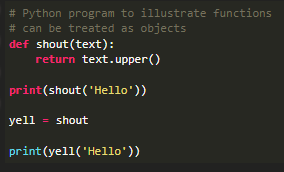 # Python program to illustrate functions
# can be treated as objects
def shout(text):
    return text.upper()

print(shout('Hello'))

yell = shout

print(yell('Hello'))